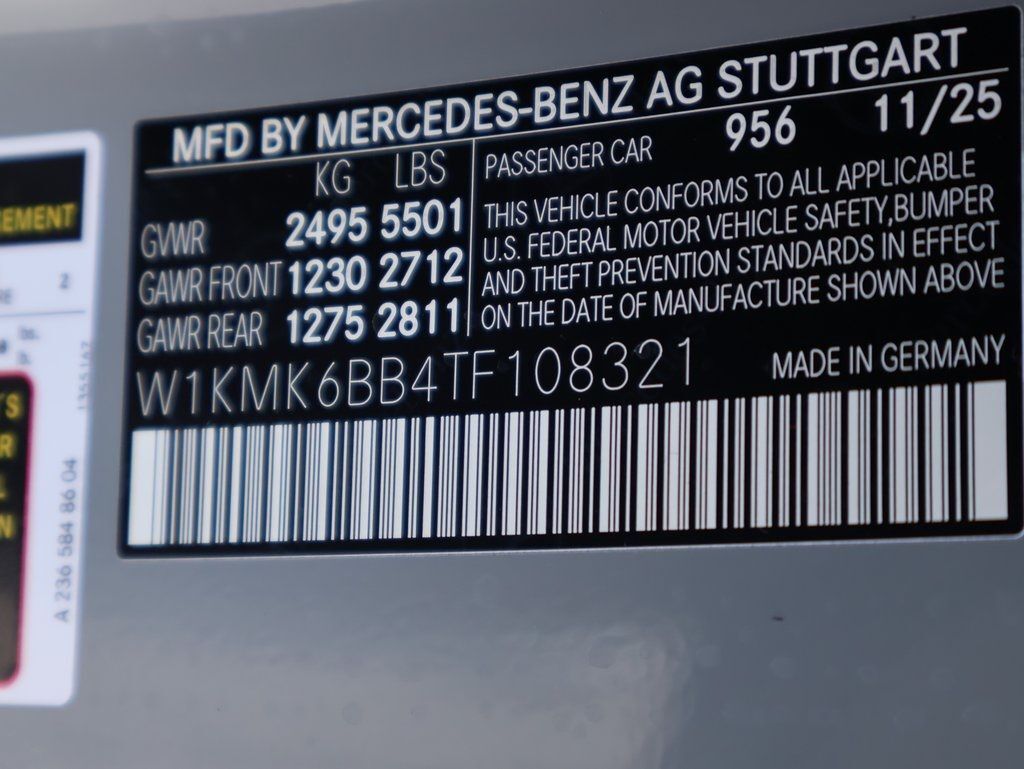 MFD BY MERCEDES-BENZ AG STUTTGART
KG LBS
GVWR 2495 5501
GAWR FRONT 1230 2712
GAWR REAR 1275 2811
PASSENGER CAR 956 11/25
THIS VEHICLE CONFORMS TO ALL APPLICABLE
U.S. FEDERAL MOTOR VEHICLE SAFETY,BUMPER
AND THEFT PREVENTION STANDARDS IN EFFECT
ON THE DATE OF MANUFACTURE SHOWN ABOVE
W1KMK6BB4TF108321
MADE IN GERMANY
EMENT
2
A 236 584 86 04